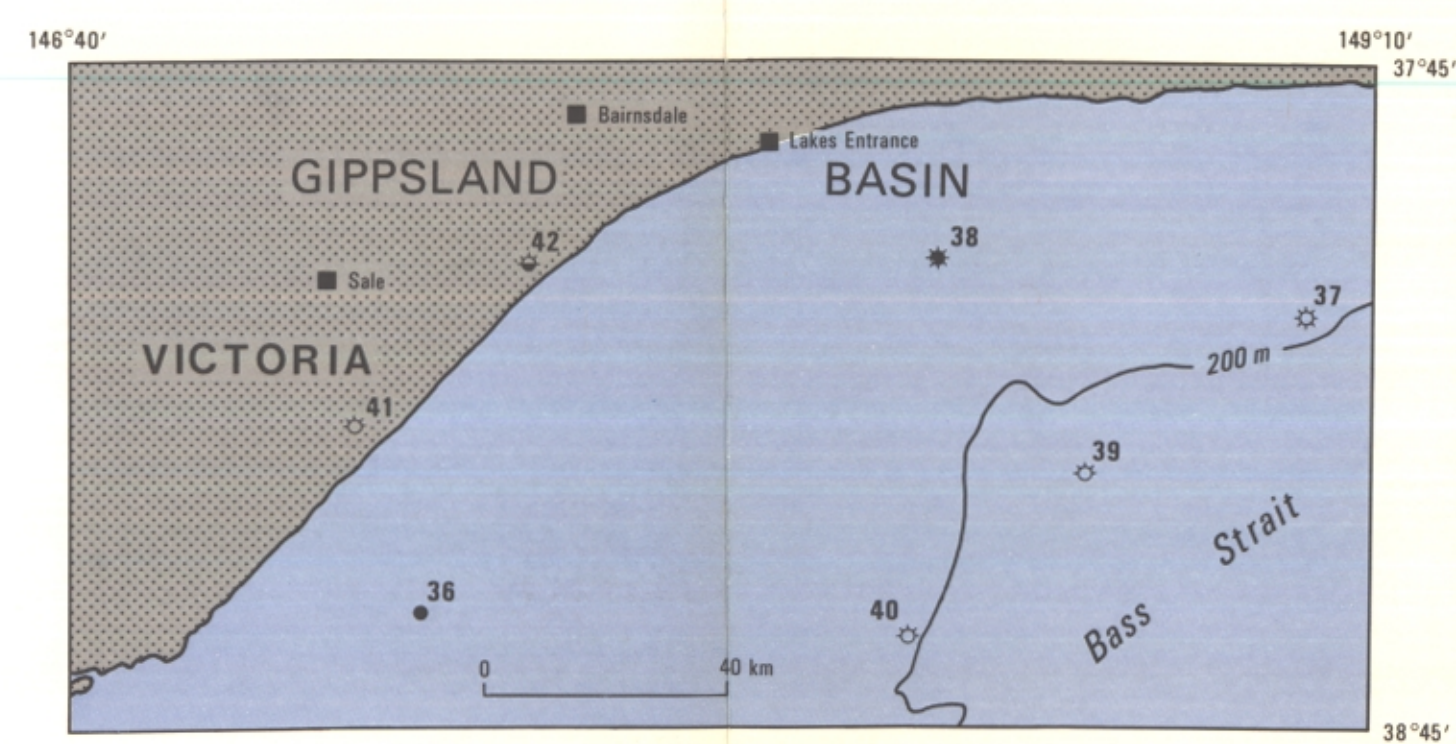 146°40′
149°10′
37°45′
Bairnsdale
Lakes Entrance
GIPPSLAND
BASIN
42
38
Sale
37
VICTORIA
200 m
41
39
Strait
36
40
Bass
0
40 km
38°45′